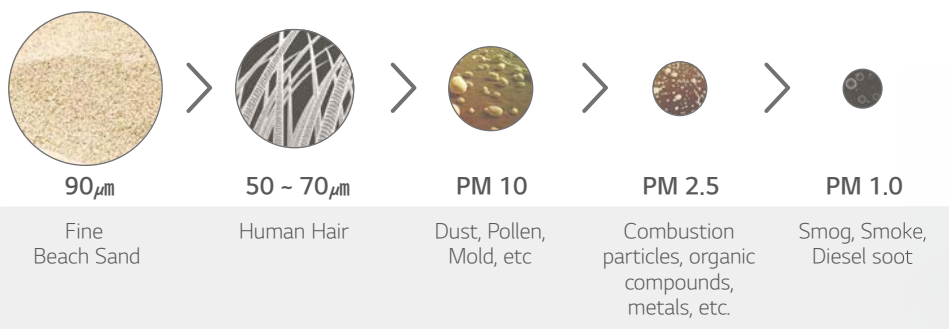 90㎛
50 ~ 70㎛
PM 10
PM 2.5
PM 1.0
Fine
Beach Sand
Human Hair
Dust, Pollen,
Mold, etc
Combustion
particles, organic
compounds,
metals, etc.
Smog, Smoke,
Diesel soot